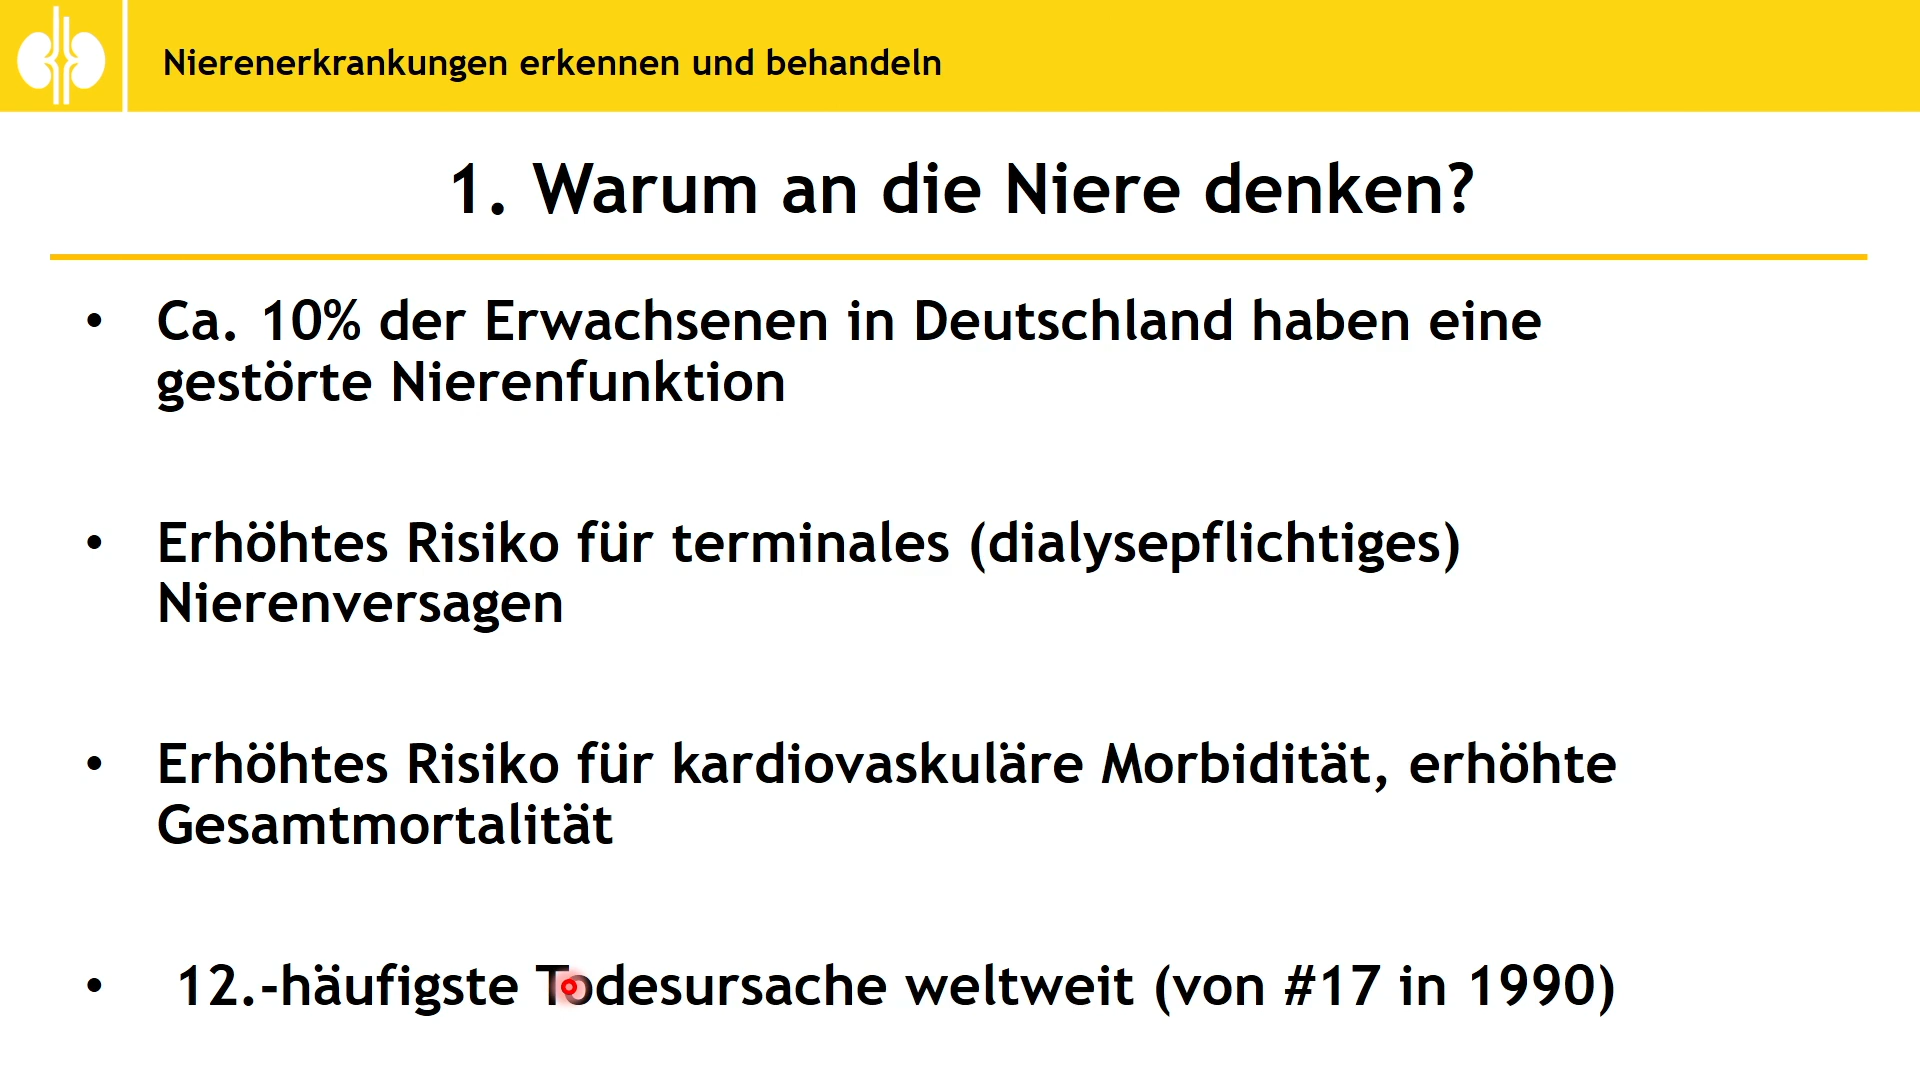 Nierenerkrankungen erkennen und behandeln
1. Warum an die Niere denken?
• Ca. 10% der Erwachsenen in Deutschland haben eine
gestörte Nierenfunktion
• Erhöhtes Risiko für terminales (dialysepflichtiges)
Nierenversagen
• Erhöhtes Risiko für kardiovaskuläre Morbidität, erhöhte
Gesamtmortalität
• 12.-häufigste Todesursache weltweit (von #17 in 1990)